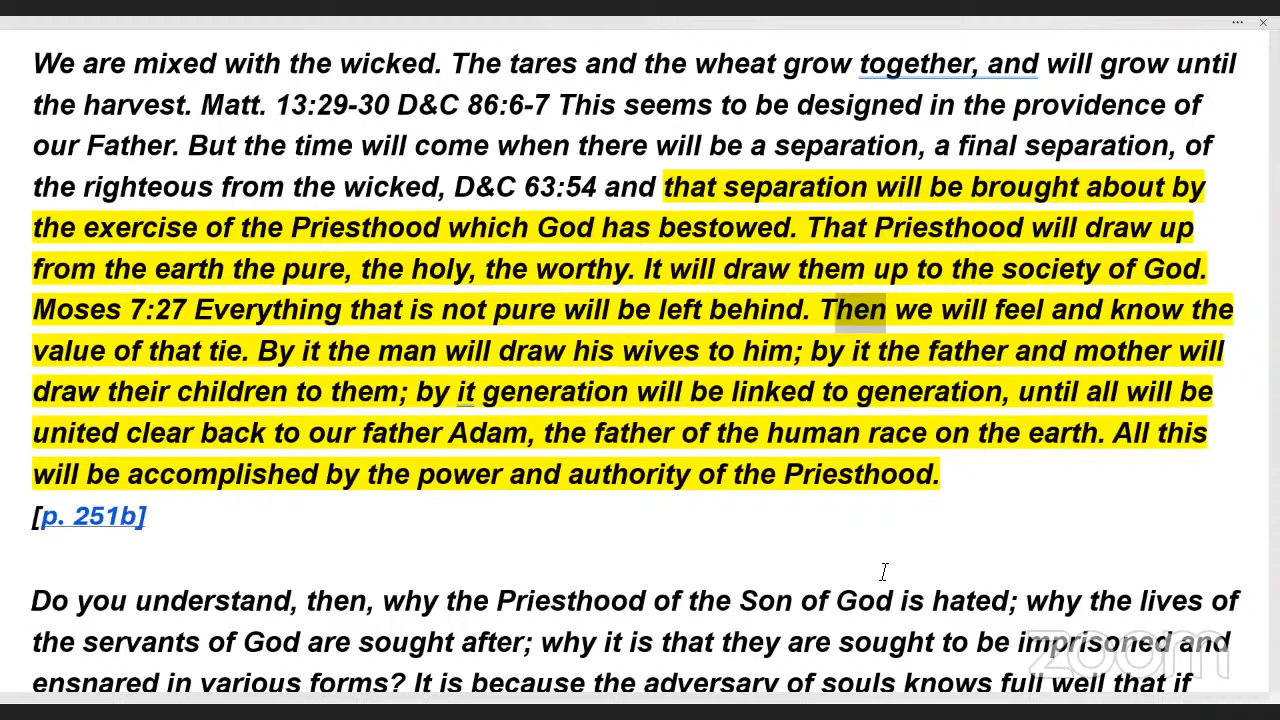 We are mixed with the wicked. The tares and the wheat grow together, and will grow until
the harvest. Matt. 13:29-30 D&C 86:6-7 This seems to be designed in the providence of
our Father. But the time will come when there will be a separation, a final separation, of
the righteous from the wicked, D&C 63:54 and that separation will be brought about by
the exercise of the Priesthood which God has bestowed. That Priesthood will draw up
from the earth the pure, the holy, the worthy. It will draw them up to the society of God.
Moses 7:27 Everything that is not pure will be left behind. Then we will feel and know the
value of that tie. By it the man will draw his wives to him; by it the father and mother will
draw their children to them; by it generation will be linked to generation, until all will be
united clear back to our father Adam, the father of the human race on the earth. All this
will be accomplished by the power and authority of the Priesthood.
[p. 251b]
Do you understand, then, why the Priesthood of the Son of God is hated; why the lives of
the servants of God are sought after; why it is that they are sought to be imprisoned and
ensnared in various forms? It is because the adversary of souls knows full well that if
zoom